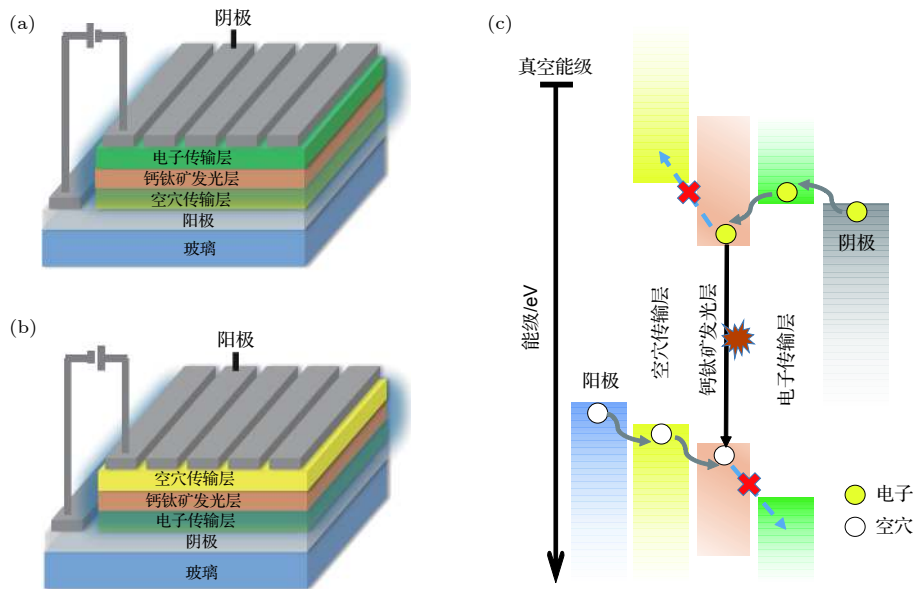 (a)
阴极
电子传输层
钙钛矿发光层
空穴传输层
阳极
玻璃
(b)
阳极
空穴传输层
钙钛矿发光层
电子传输层
阴极
玻璃
(c)
真空能级
能级/eV
阳极
空穴传输层
钙钛矿发光层
电子传输层
阴极
电子
空穴